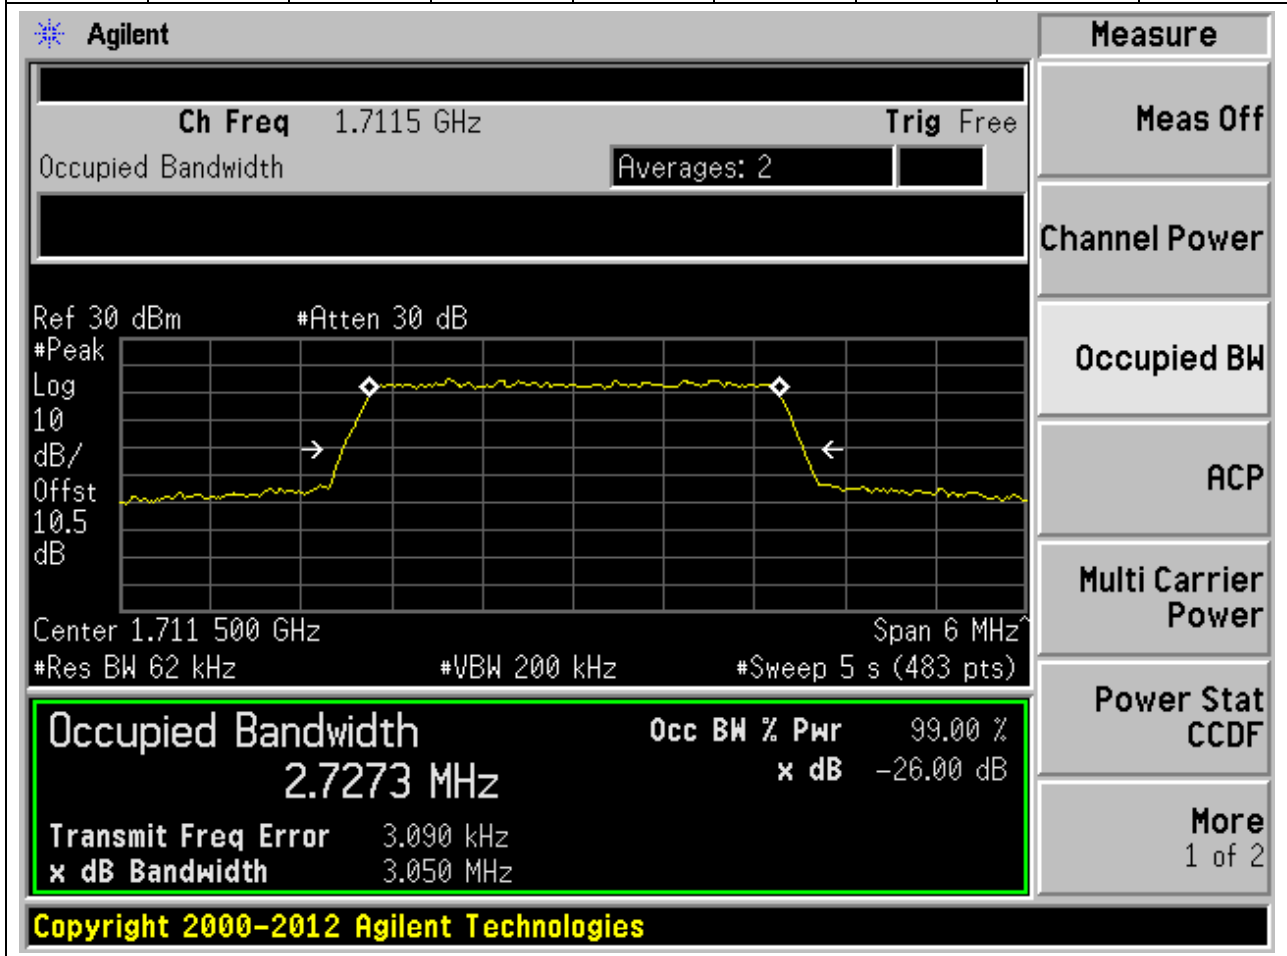 Agilent
Measure
Ch Freq 1.7115 GHz Trig Free
Meas Off
Occupied Bandwidth Averages: 2
Channel Power
Ref 30 dBm #Atten 30 dB
#Peak
Log
10
dB/
Offst
10.5
dB
Occupied BW
ACP
Multi Carrier
Power
Center 1.711 500 GHz Span 6 MHz^
#Res BW 62 kHz #VBW 200 kHz #Sweep 5 s (483 pts)
Power Stat
CCDF
Occupied Bandwidth Occ BW % Pwr 99.00 %
2.7273 MHz x dB -26.00 dB
Transmit Freq Error 3.090 kHz
x dB Bandwidth 3.050 MHz
More
1 of 2
Copyright 2000-2012 Agilent Technologies